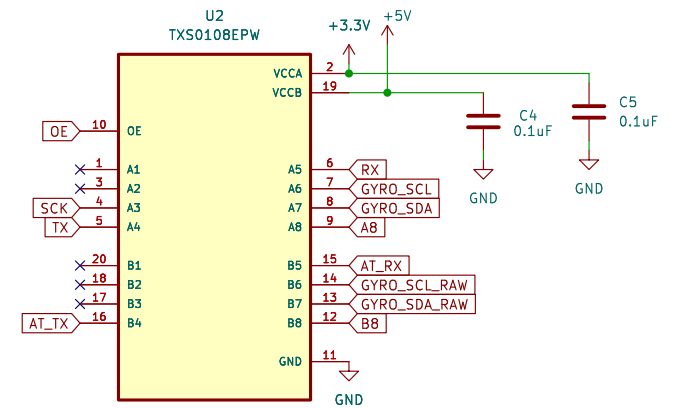 U2
TXS0108EPW
+3.3V
+5V
VCCA 2
VCCB 19
C4
0.1uF
C5
0.1uF
GND
GND
OE 10 OE
1 A1
3 A2
SCK 4 A3
TX 5 A4
A5 6 RX
A6 7 GYRO_SCL
A7 8 GYRO_SDA
A8 9 A8
20 B1
18 B2
17 B3
AT_TX 16 B4
B5 15 AT_RX
B6 14 GYRO_SCL_RAW
B7 13 GYRO_SDA_RAW
B8 12 B8
GND 11
GND